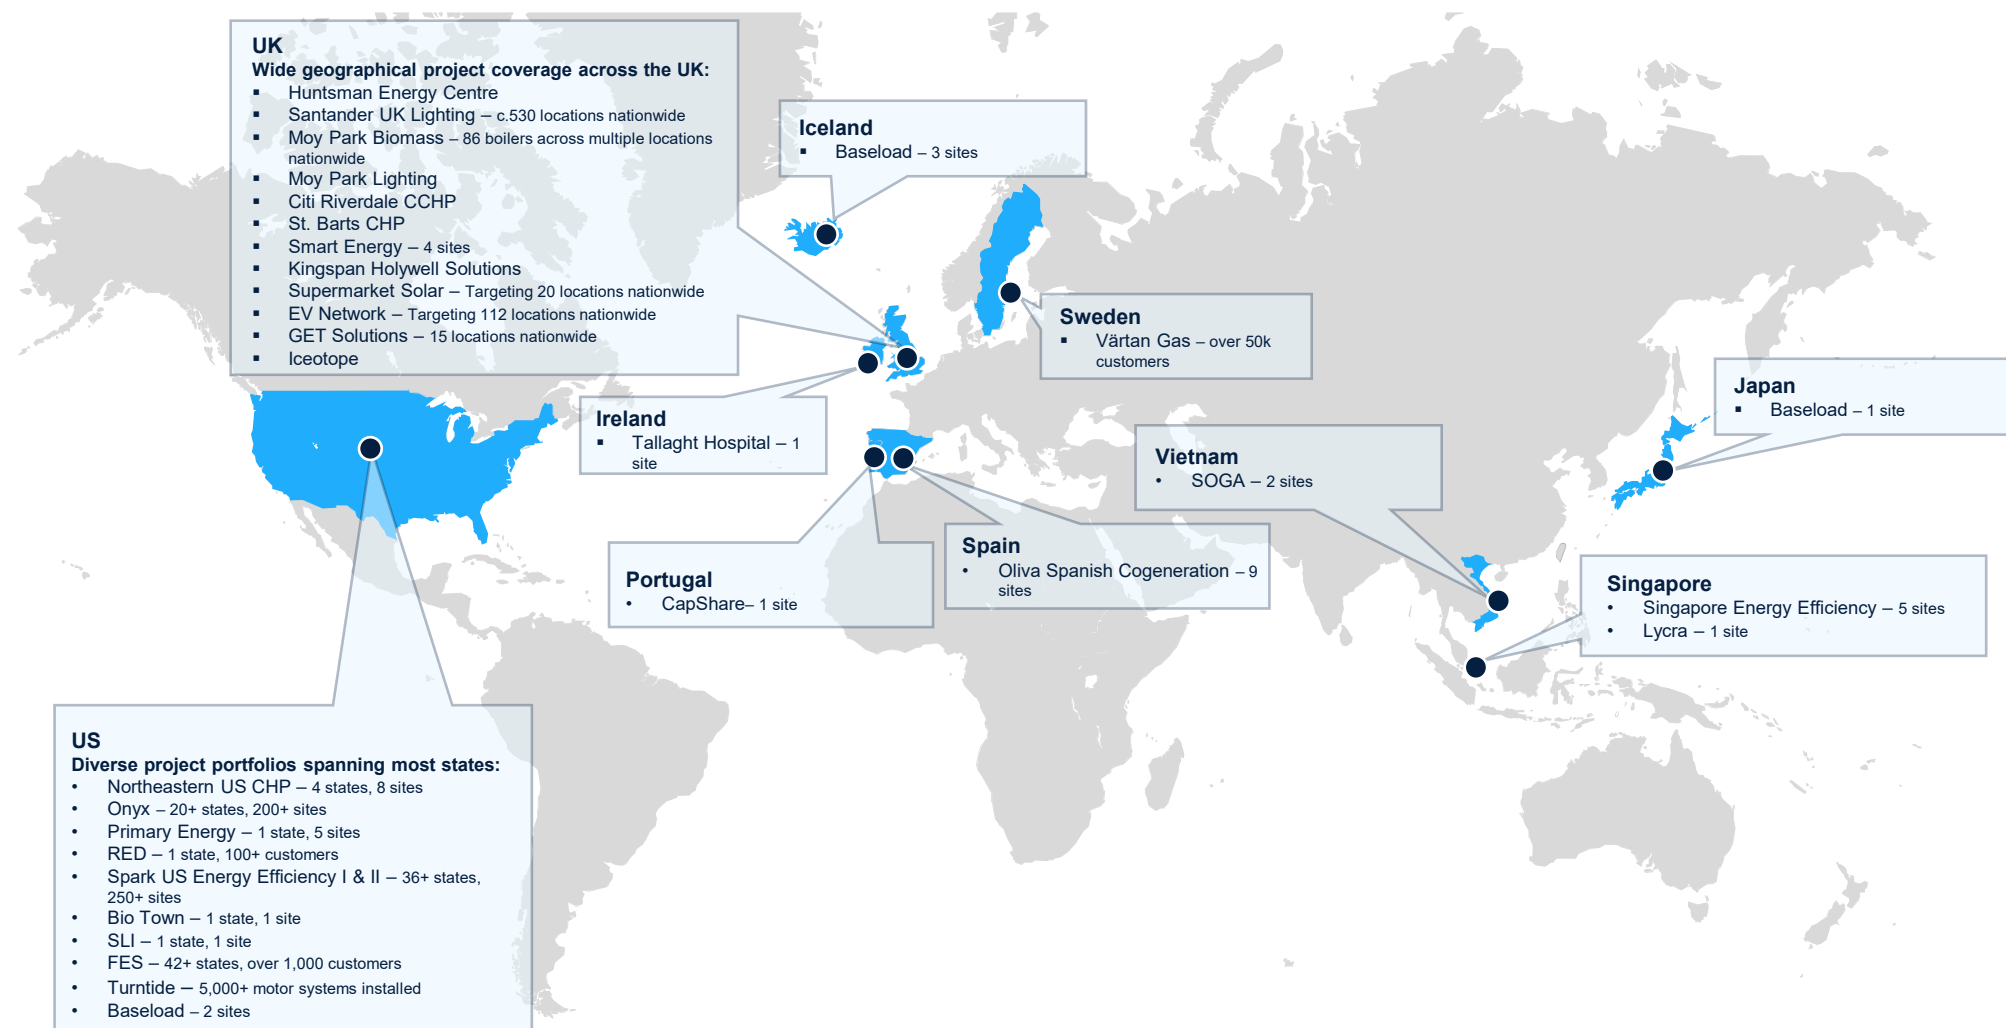 UK
Wide geographical project coverage across the UK:
▪ Huntsman Energy Centre
▪ Santander UK Lighting – c.530 locations nationwide
▪ Moy Park Biomass – 86 boilers across multiple locations
nationwide
▪ Moy Park Lighting
▪ Citi Riverdale CCHP
▪ St. Barts CHP
▪ Smart Energy – 4 sites
▪ Kingspan Holywell Solutions
▪ Supermarket Solar – Targeting 20 locations nationwide
▪ EV Network – Targeting 112 locations nationwide
▪ GET Solutions – 15 locations nationwide
▪ Iceotope
Iceland
▪ Baseload – 3 sites
Sweden
▪ Värtan Gas – over 50k
customers
Japan
▪ Baseload – 1 site
Ireland
▪ Tallaght Hospital – 1
site
Vietnam
• SOGA – 2 sites
Spain
• Oliva Spanish Cogeneration – 9
sites
Portugal
• CapShare– 1 site
Singapore
• Singapore Energy Efficiency – 5 sites
• Lycra – 1 site
US
Diverse project portfolios spanning most states:
• Northeastern US CHP – 4 states, 8 sites
• Onyx – 20+ states, 200+ sites
• Primary Energy – 1 state, 5 sites
• RED – 1 state, 100+ customers
• Spark US Energy Efficiency I & II – 36+ states,
250+ sites
• Bio Town – 1 state, 1 site
• SLI – 1 state, 1 site
• FES – 42+ states, over 1,000 customers
• Turntide – 5,000+ motor systems installed
• Baseload – 2 sites